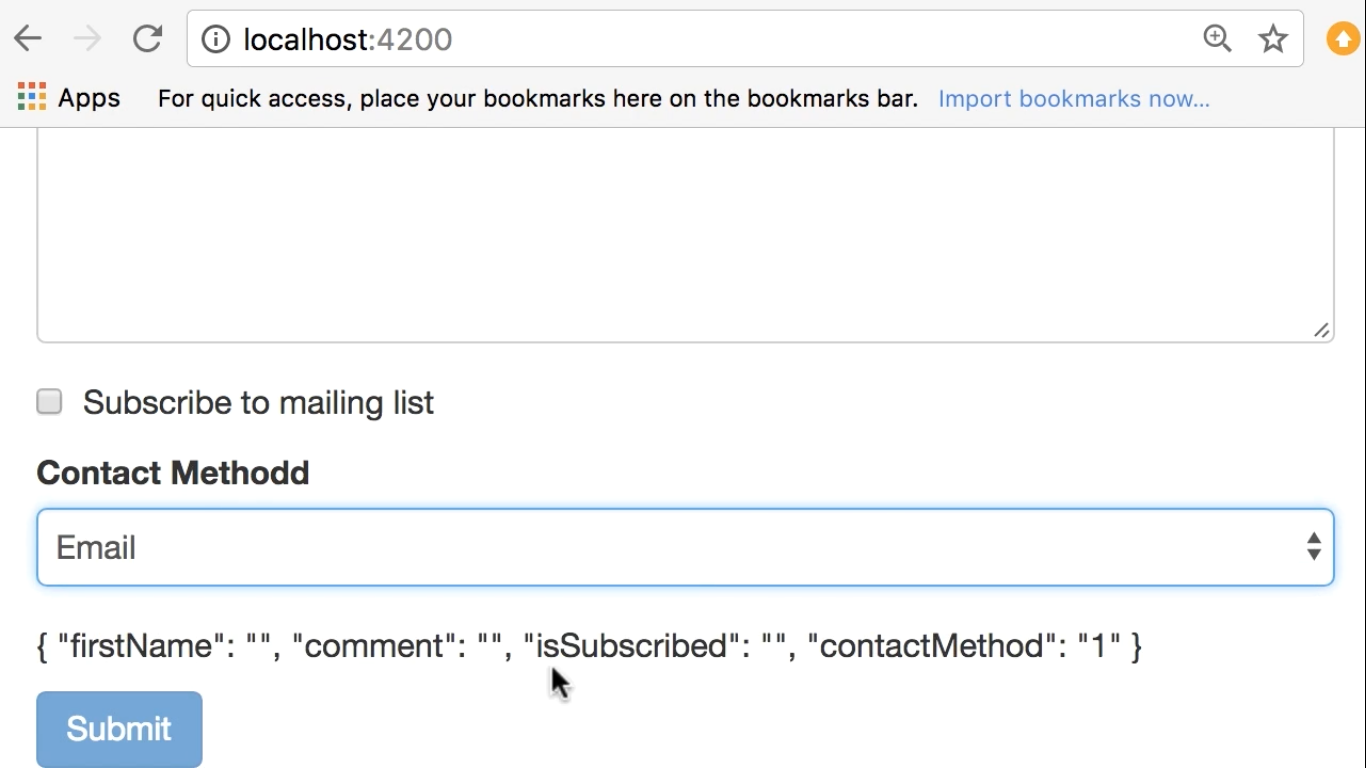 localhost:4200
Apps For quick access, place your bookmarks here on the bookmarks bar. Import bookmarks now...
Subscribe to mailing list
Contact Methodd
Email
{ "firstName": "", "comment": "", "isSubscribed": "", "contactMethod": "1" }
Submit